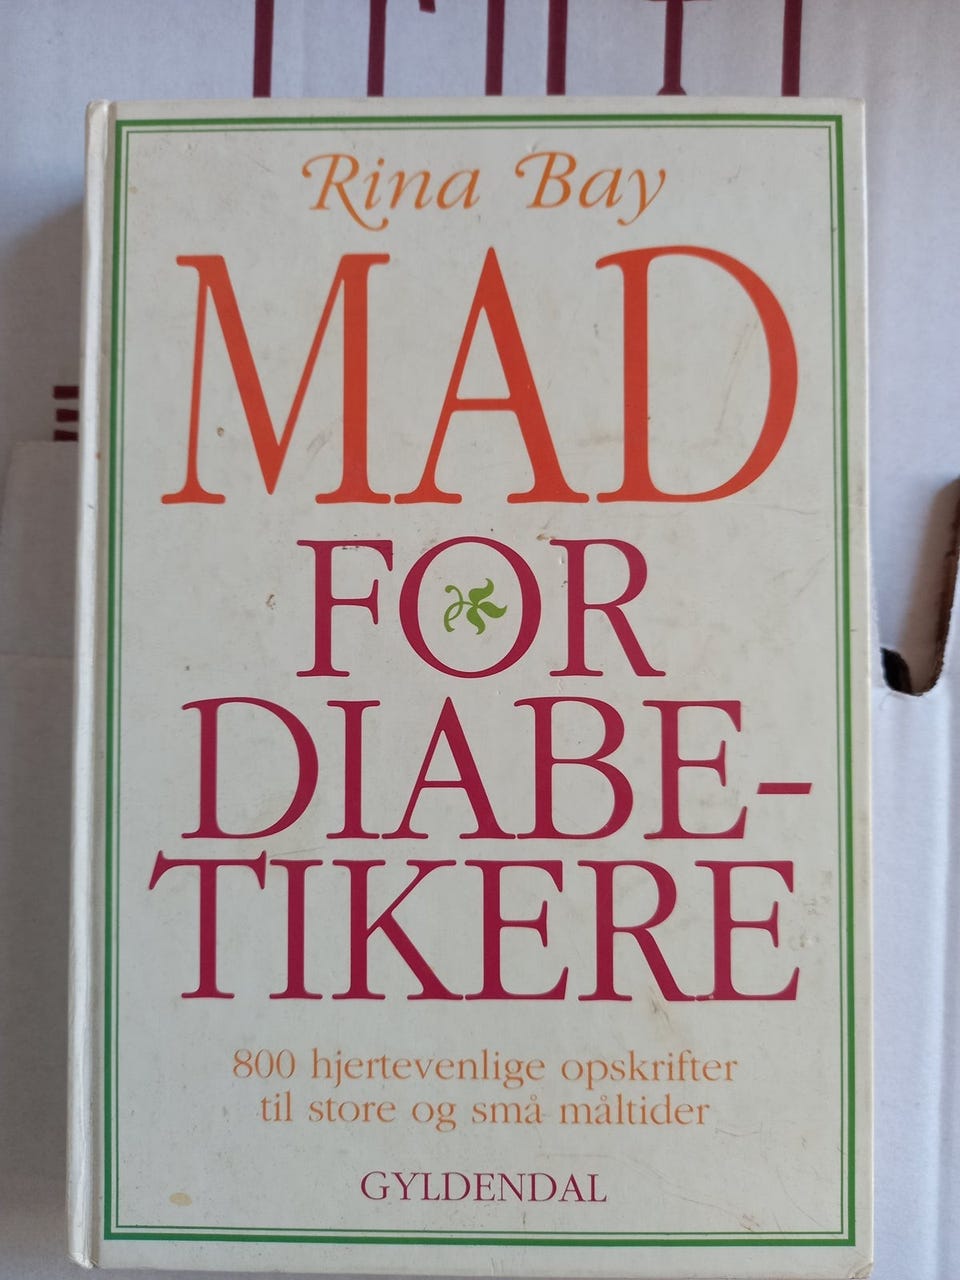 Rina Bay
MAD
FOR
DIABE-
TIKERE
800 hjertevenlige opskrifter
til store og små måltider
GYLDENDAL